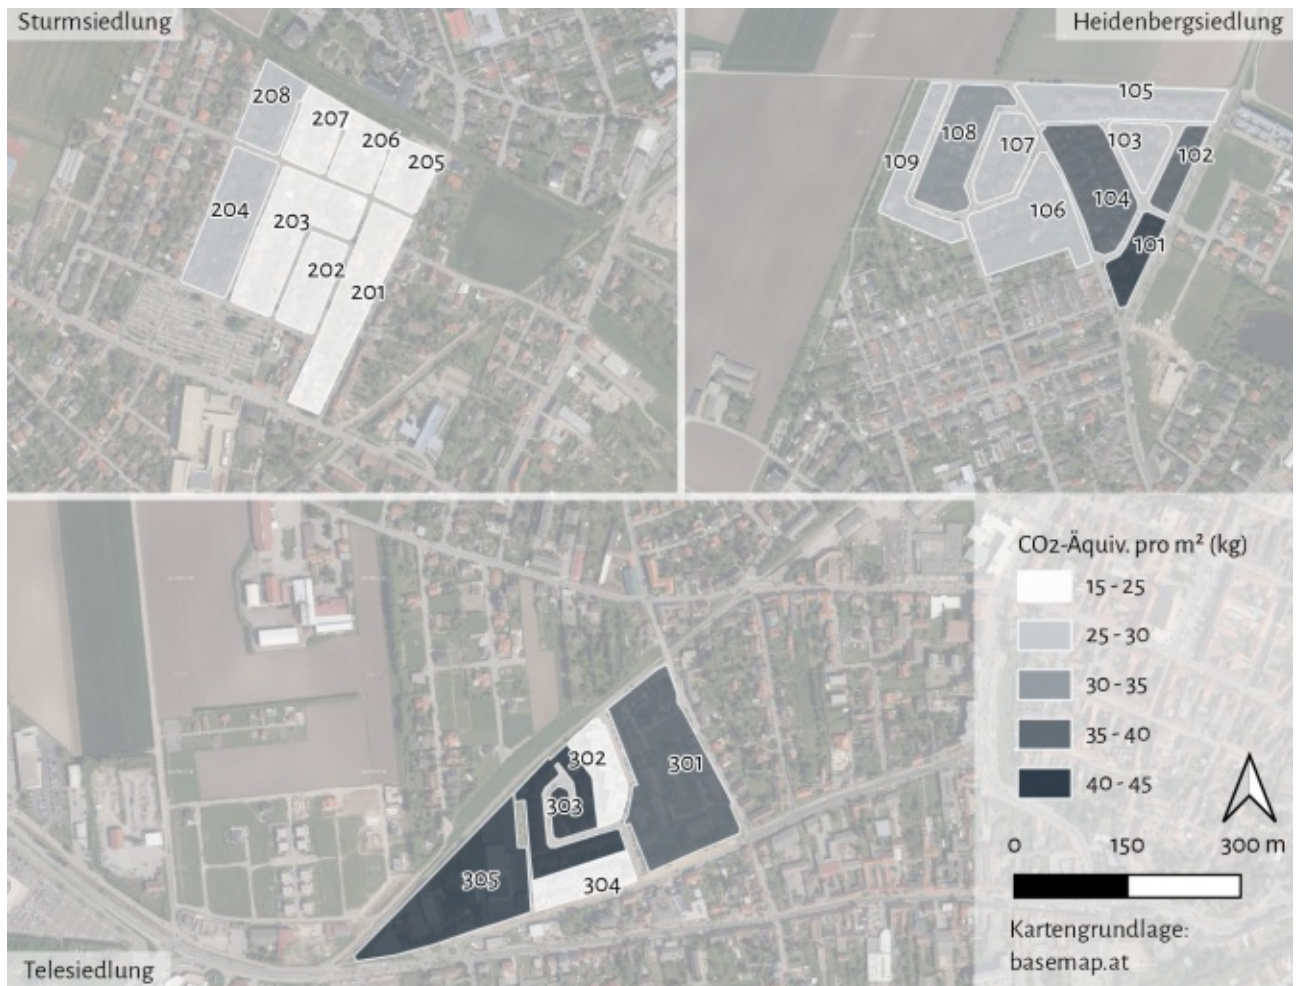 Sturmsiedlung
208
207
206
205
204
203
202
201
Heidenbergsiedlung
105
108
107
103
102
109
106
104
101
302
301
303
305
304
Telesiedlung
CO2-Äquiv. pro m² (kg)
15 - 25
25 - 30
30 - 35
35 - 40
40 - 45
0 150 300 m
Kartengrundlage:
basemap.at